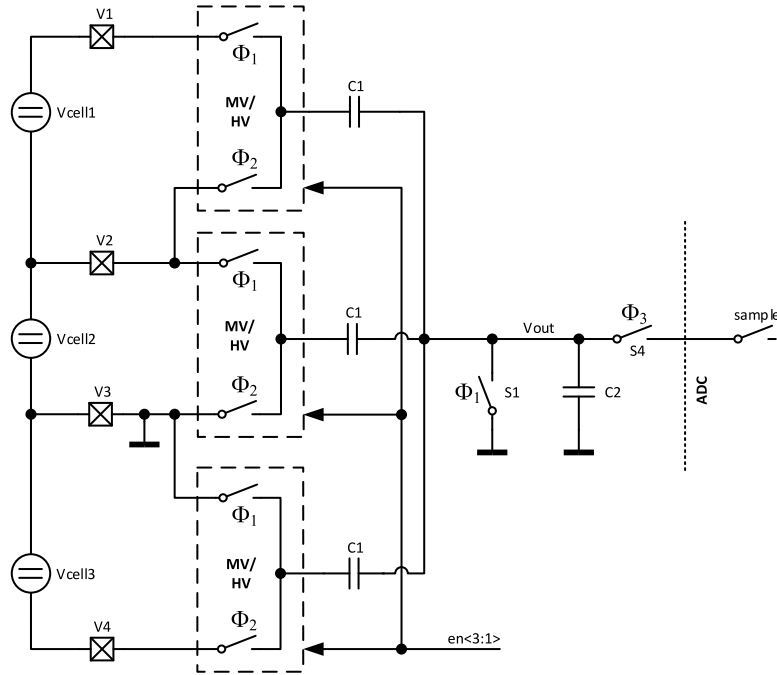 V1
Φ1
C1
Vcell1
MV/
HV
Φ2
V2
Φ1
C1
MV/
HV
Vcell2
Vout
Φ3
sample
S4
V3
Φ2
Φ1
S1
C2
ADC
Φ1
C1
MV/
HV
Vcell3
Φ2
V4
en<3:1>